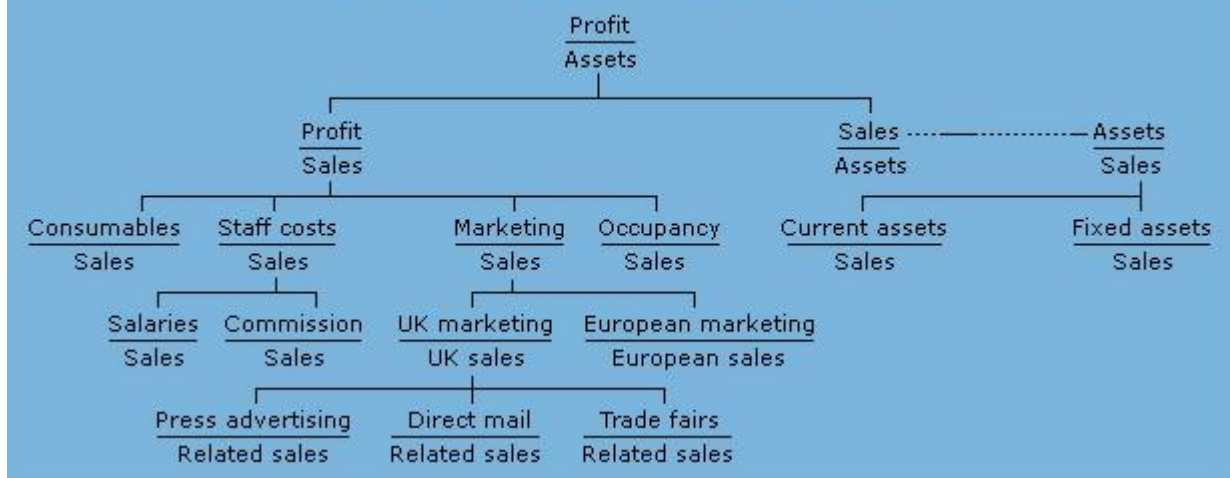 Profit
Assets
Profit Sales Assets
Sales Assets Sales
Consumables Staff costs Marketing Occupancy Current assets Fixed assets
Sales Sales Sales Sales Sales Sales
Salaries Commission UK marketing European marketing
Sales Sales UK sales European sales
Press advertising Direct mail Trade fairs
Related sales Related sales Related sales